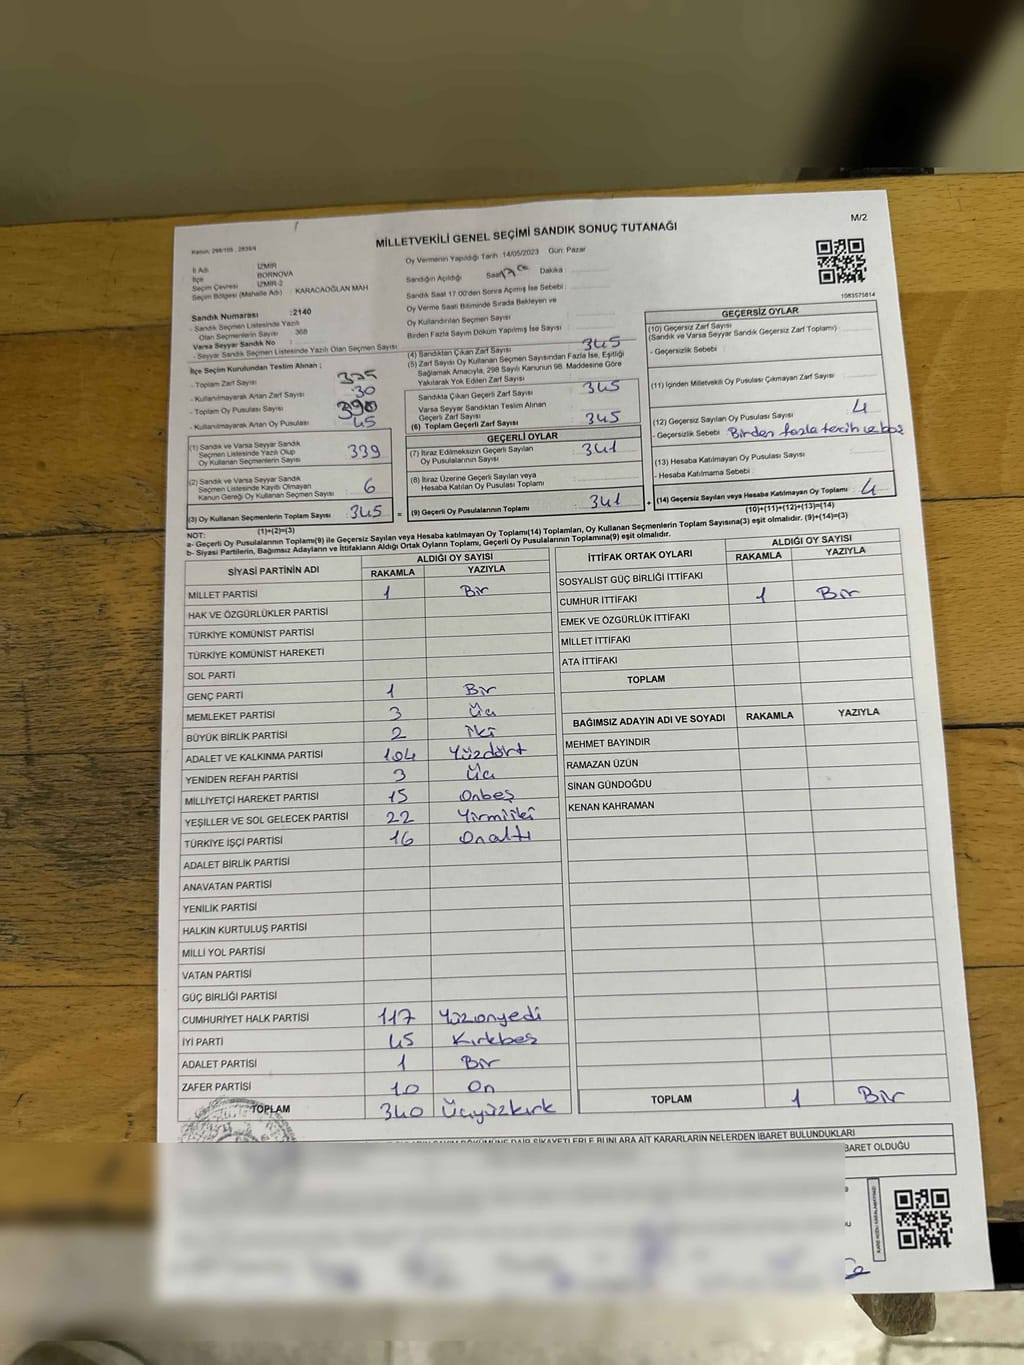 M/2
MİLLETVEKİLİ GENEL SEÇİMİ SANDIK SONUÇ TUTANAĞI
İl Adı : İZMİR
İlçe : BORNOVA
Seçim Çevresi : İZMİR-2
Seçim Bölgesi (Mahalle Adı) : KARACAOĞLAN MAH
Sandık Numarası :2140
- Sandık Seçmen Listesinde Yazılı
Olan Seçmenlerin Sayısı : 368
Varsa Seyyar Sandık No :
- Seyyar Sandık Seçmen Listesinde Yazılı Olan Seçmen Sayısı
İlçe Seçim Kurulundan Teslim Alınan ;
- Toplam Zarf Sayısı
- Kullanılmayarak Artan Zarf Sayısı : 30
- Toplam Oy Pusulası Sayısı
- Kullanılmayarak Artan Oy Pusulası : 45
(1) Sandık ve Varsa Seyyar Sandık
Seçmen Listesinde Yazılı Olup
Oy Kullanan Seçmenlerin Sayısı : 339
(2) Sandık ve Varsa Seyyar Sandık
Seçmen Listesinde Kayıtlı Olmayan
Kanun Gereği Oy Kullanan Seçmen Sayısı : 6
(3) Oy Kullanan Seçmenlerin Toplam Sayısı : 345
(1)+(2)=(3)
Oy Vermenin Yapıldığı Tarih :14/05/2023 Gün: Pazar
Sandığın Açıldığı Saat Dakika :
Sandık Saat 17:00'den Sonra Açılmış İse Sebebi :
Oy Verme Saati Bitiminde Sırada Bekleyen ve
Oy Kullandırılan Seçmen Sayısı :
Birden Fazla Sayım Döküm Yapılmış İse Sayısı :
(4) Sandıktan Çıkan Zarf Sayısı : 345
(5) Zarf Sayısı Oy Kullanan Seçmen Sayısından Fazla İse, Eşitliği
Sağlamak Amacıyla, 298 Sayılı Kanunun 98. Maddesine Göre
Yakılarak Yok Edilen Zarf Sayısı :
Sandıkta Çıkan Geçerli Zarf Sayısı : 345
Varsa Seyyar Sandıktan Teslim Alınan
Geçerli Zarf Sayısı :
(6) Toplam Geçerli Zarf Sayısı : 345
GEÇERLİ OYLAR
(7) İtiraz Edilmeksizin Geçerli Sayılan
Oy Pusulalarının Sayısı : 341
(8) İtiraz Üzerine Geçerli Sayılan veya
Hesaba Katılan Oy Pusulası Toplamı :
= (9) Geçerli Oy Pusulalarının Toplamı : 341
1083575614
GEÇERSİZ OYLAR
(10) Geçersiz Zarf Sayısı
(Sandık ve Varsa Seyyar Sandık Geçersiz Zarf Toplamı) :
- Geçersizlik Sebebi :
(11) İçinden Milletvekili Oy Pusulası Çıkmayan Zarf Sayısı :
(12) Geçersiz Sayılan Oy Pusulası Sayısı : 4
- Geçersizlik Sebebi : Birden fazla tercih ve boş
(13) Hesaba Katılmayan Oy Pusulası Sayısı :
- Hesaba Katılmama Sebebi :
+ (14) Geçersiz Sayılan veya Hesaba Katılmayan Oy Toplamı : 4
(10)+(11)+(12)+(13)=(14)
NOT:
a- Geçerli Oy Pusulalarının Toplamı(9) ile Geçersiz Sayılan veya Hesaba katılmayan Oy Toplamı(14) Toplamları, Oy Kullanan Seçmenlerin Toplam Sayısına(3) eşit olmalıdır. (9)+(14)=(3)
b- Siyasi Partilerin, Bağımsız Adayların ve İttifakların Aldığı Ortak Oyların Toplamı, Geçerli Oy Pusulalarının Toplamına(9) eşit olmalıdır.
SİYASİ PARTİNİN ADI ALDIĞI OY SAYISI
RAKAMLA YAZIYLA
MİLLET PARTİSİ 1 Bir
HAK VE ÖZGÜRLÜKLER PARTİSİ
TÜRKİYE KOMÜNİST PARTİSİ
TÜRKİYE KOMÜNİST HAREKETİ
SOL PARTİ
GENÇ PARTİ 1 Bir
MEMLEKET PARTİSİ 3 Üç
BÜYÜK BİRLİK PARTİSİ 2 İki
ADALET VE KALKINMA PARTİSİ 104 Yüzdört
YENİDEN REFAH PARTİSİ 3 Üç
MİLLİYETÇİ HAREKET PARTİSİ 15 Onbeş
YEŞİLLER VE SOL GELECEK PARTİSİ 22 Yirmiiki
TÜRKİYE İŞÇİ PARTİSİ 16 Onaltı
ADALET BİRLİK PARTİSİ
ANAVATAN PARTİSİ
YENİLİK PARTİSİ
HALKIN KURTULUŞ PARTİSİ
MİLLİ YOL PARTİSİ
VATAN PARTİSİ
GÜÇ BİRLİĞİ PARTİSİ
CUMHURİYET HALK PARTİSİ 117 Yüzonyedi
İYİ PARTİ 45 Kırkbeş
ADALET PARTİSİ 1 Bir
ZAFER PARTİSİ 10 On
TOPLAM 340 Üçyüzkırk
İTTİFAK ORTAK OYLARI ALDIĞI OY SAYISI
RAKAMLA YAZIYLA
SOSYALİST GÜÇ BİRLİĞİ İTTİFAKI
CUMHUR İTTİFAKI 1 Bir
EMEK VE ÖZGÜRLÜK İTTİFAKI
MİLLET İTTİFAKI
ATA İTTİFAKI
TOPLAM
BAĞIMSIZ ADAYIN ADI VE SOYADI RAKAMLA YAZIYLA
MEHMET BAYINDIR
RAMAZAN ÜZÜN
SİNAN GÜNDOĞDU
KENAN KAHRAMAN
TOPLAM 1 Bir
SAYIM DÖKÜMÜNE DAİR ŞİKAYETLERLE BUNLARA AİT KARARLARIN NELERDEN İBARET BULUNDUKLARI
BARET OLDUĞU